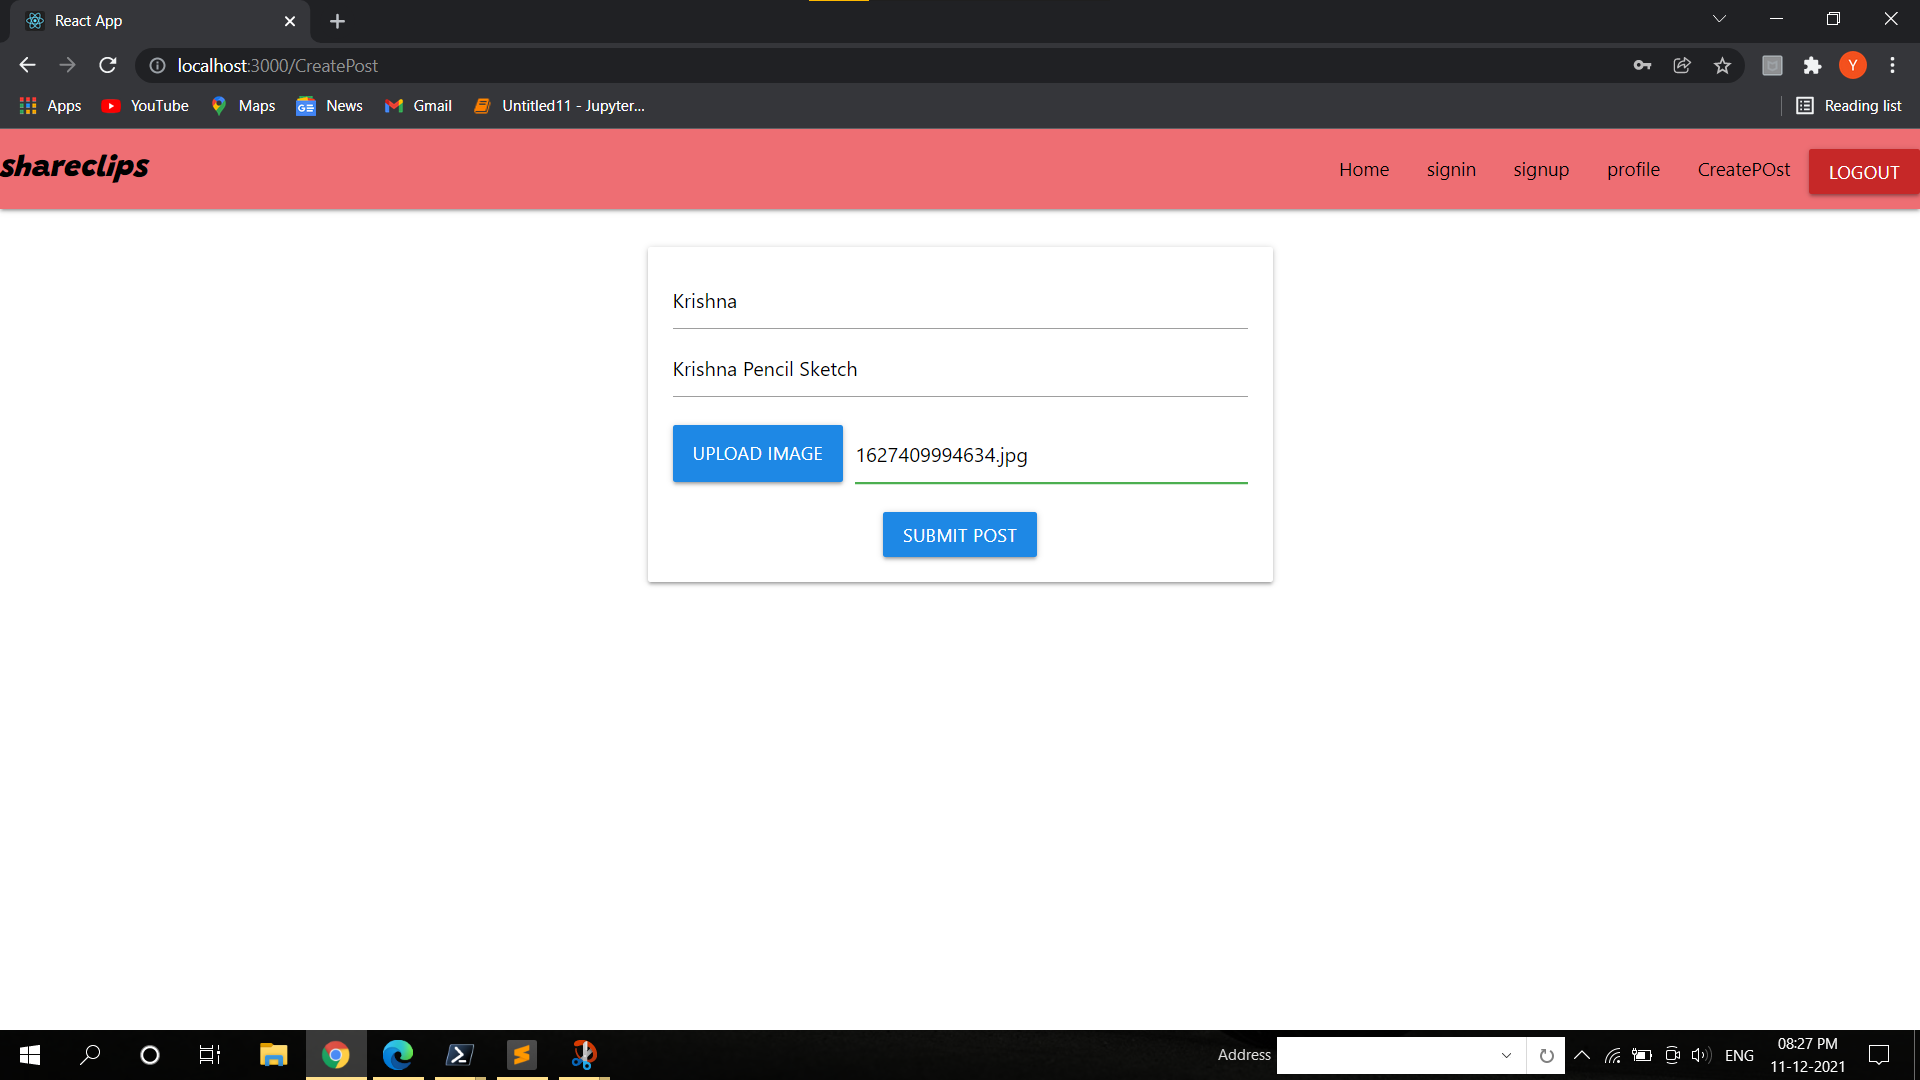 React App
localhost:3000/CreatePost
Y
Apps YouTube Maps News Gmail Untitled11 - Jupyter... Reading list
shareclips Home signin signup profile CreatePOst LOGOUT
Krishna
Krishna Pencil Sketch
UPLOAD IMAGE 1627409994634.jpg
SUBMIT POST
Address ENG 08:27 PM
11-12-2021